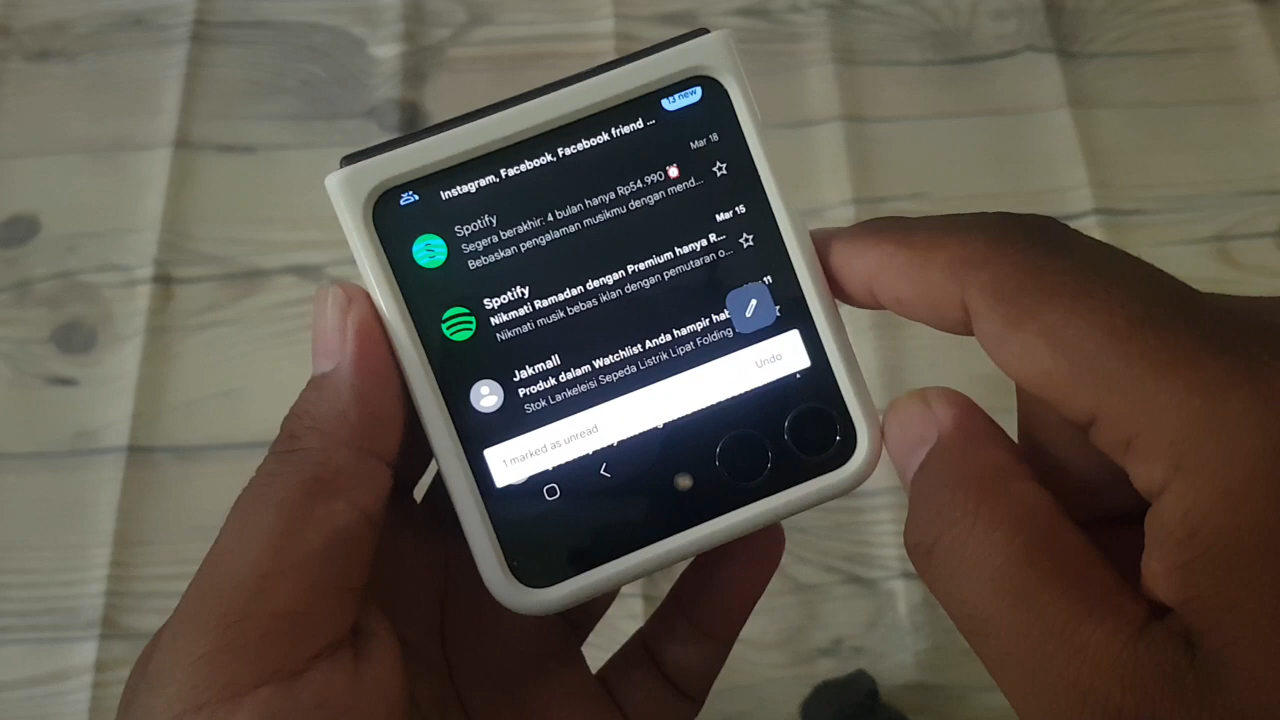 13 new
Instagram, Facebook, Facebook friend ...
Mar 18
Spotify
Segera berakhir: 4 bulan hanya Rp54.990
Bebaskan pengalaman musikmu dengan mend...
Mar 15
Spotify
Nikmati Ramadan dengan Premium hanya R...
Nikmati musik bebas iklan dengan pemutaran o...
11
Jakmall
Produk dalam Watchlist Anda hampir hab
Stok Lankeleisi Sepeda Listrik Lipat Folding
1 marked as unread
Undo